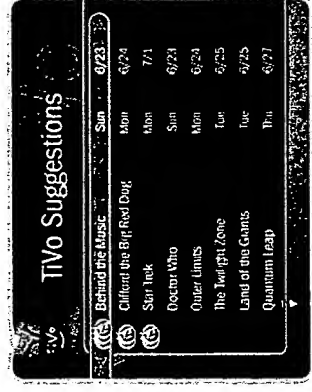 TiVo Suggestions
TiVo
Behind the Music Sun 6/23
Clifford the Big Red Dog Mon 6/24
Star Trek Mon 7/1
Doctor Who Sun 6/23
Outer Limits Mon 6/24
The Twilight Zone Tue 6/25
Land of the Giants Tue 6/25
Quantum Leap Thu 6/27